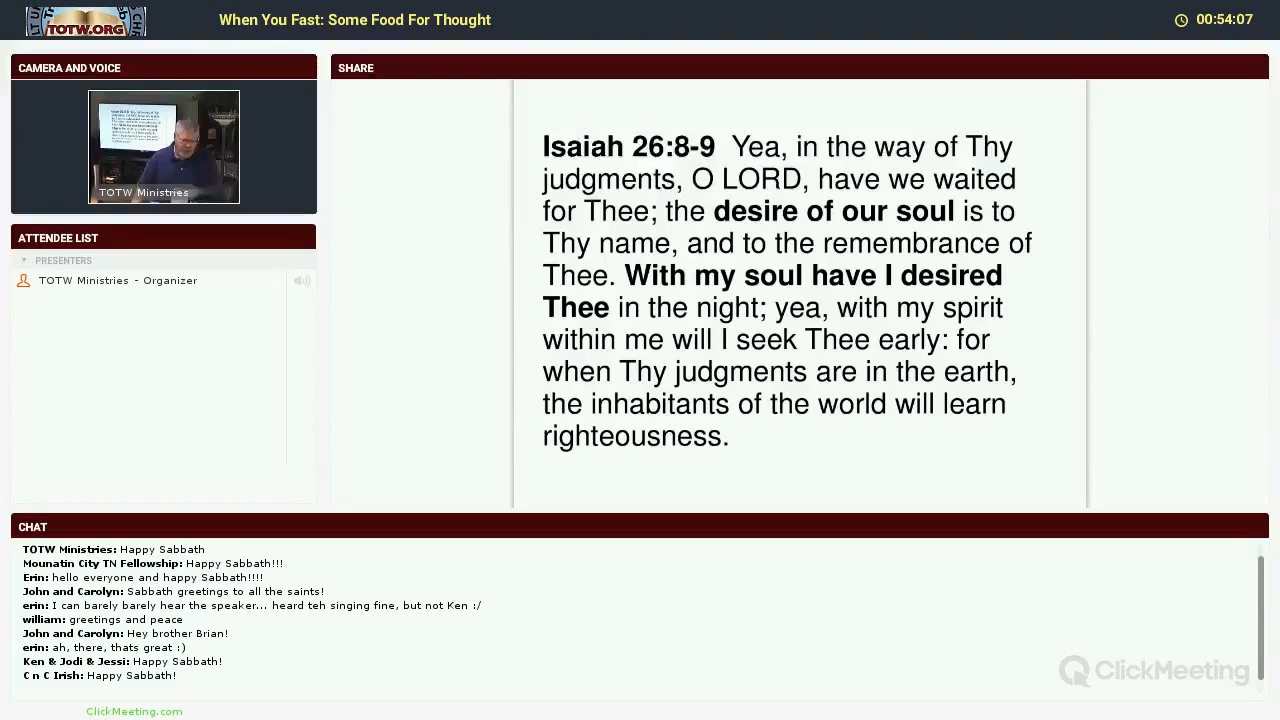 TOTW.ORG
When You Fast: Some Food For Thought
00:54:07
CAMERA AND VOICE
TOTW Ministries
ATTENDEE LIST
PRESENTERS
TOTW Ministries - Organizer
SHARE
Isaiah 26:8-9 Yea, in the way of Thy
judgments, O LORD, have we waited
for Thee; the desire of our soul is to
Thy name, and to the remembrance of
Thee. With my soul have I desired
Thee in the night; yea, with my spirit
within me will I seek Thee early: for
when Thy judgments are in the earth,
the inhabitants of the world will learn
righteousness.
CHAT
TOTW Ministries: Happy Sabbath
Mounatin City TN Fellowship: Happy Sabbath!!!
Erin: hello everyone and happy Sabbath!!!!
John and Carolyn: Sabbath greetings to all the saints!
erin: I can barely barely hear the speaker... heard teh singing fine, but not Ken :/
william: greetings and peace
John and Carolyn: Hey brother Brian!
erin: ah, there, thats great :)
Ken & Jodi & Jessi: Happy Sabbath!
C n C Irish: Happy Sabbath!
ClickMeeting
ClickMeeting.com